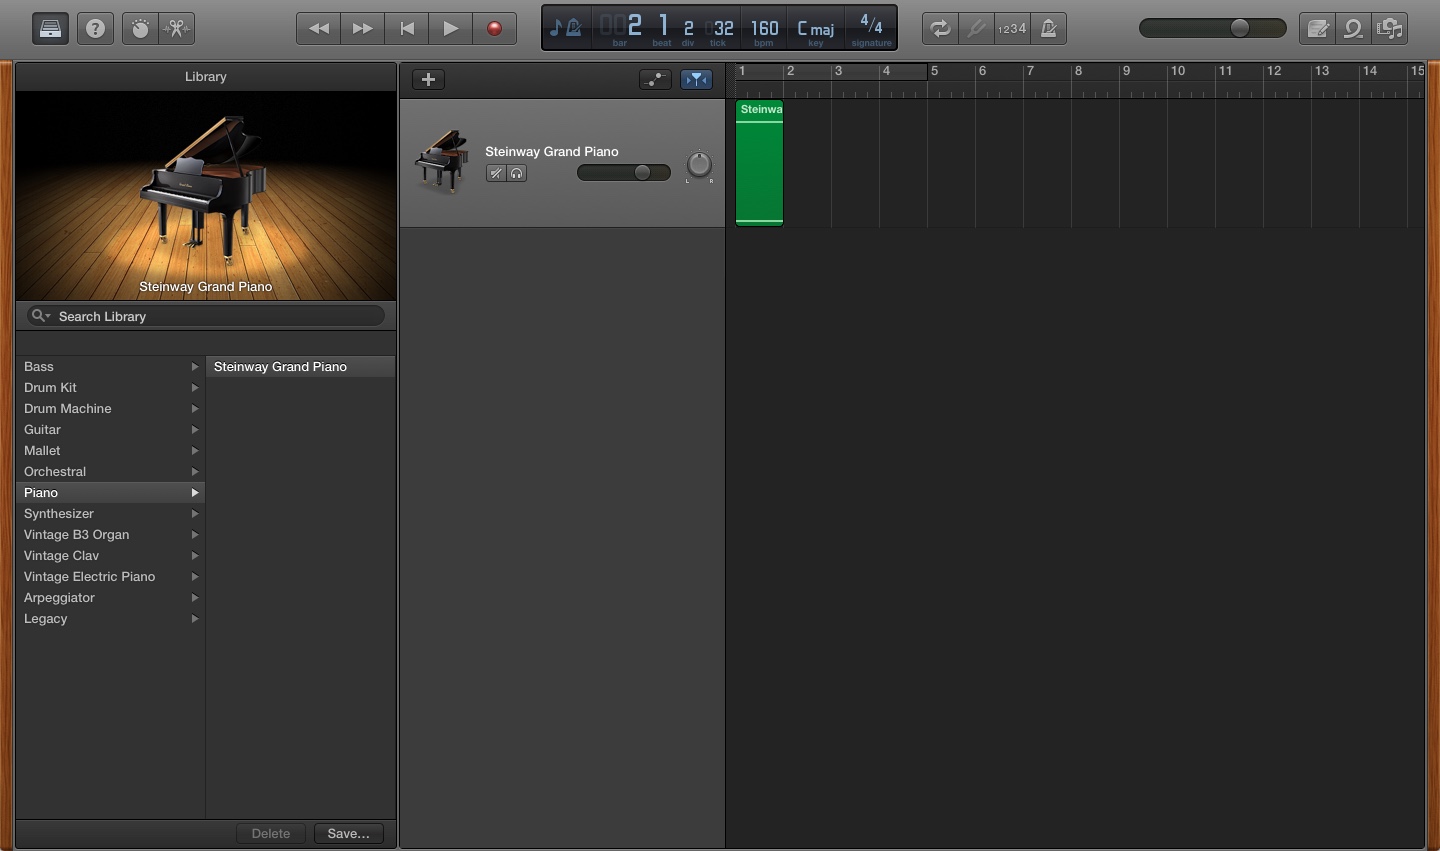 1234
002 1 2 032 160 C maj 4/4
bar beat div tick bpm key signature
Library
Steinway Grand Piano
Search Library
Bass
Drum Kit
Drum Machine
Guitar
Mallet
Orchestral
Piano
Synthesizer
Vintage B3 Organ
Vintage Clav
Vintage Electric Piano
Arpeggiator
Legacy
Steinway Grand Piano
Delete
Save...
Steinway Grand Piano
L R
1 2 3 4 5 6 7 8 9 10 11 12 13 14 15
Steinwa